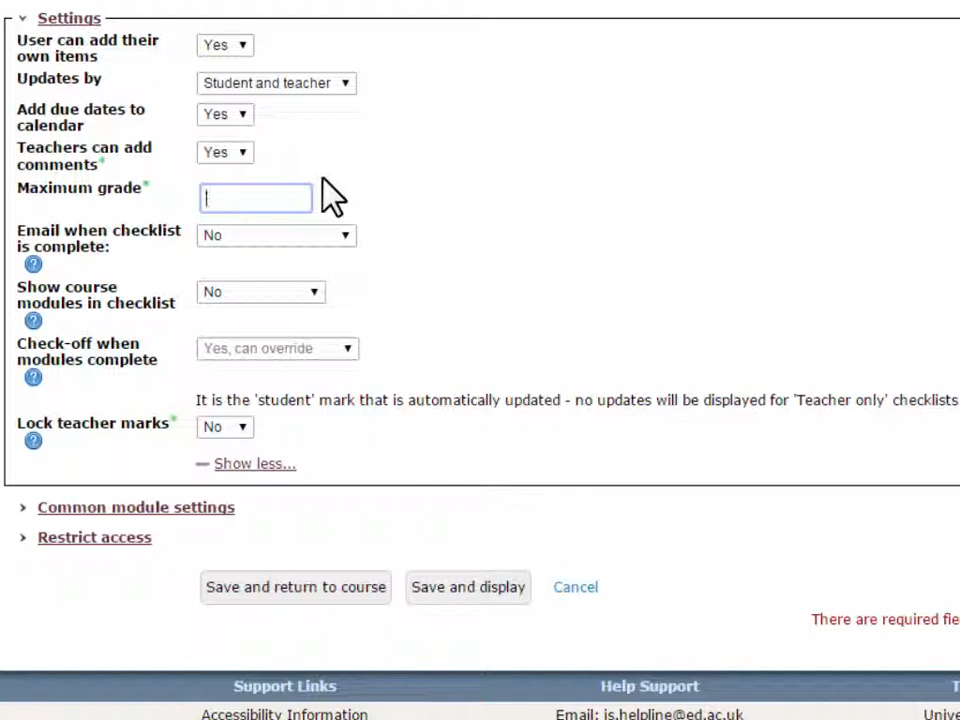 Settings
User can add their own items
Yes
Updates by
Student and teacher
Add due dates to calendar
Yes
Teachers can add comments*
Yes
Maximum grade*
Email when checklist is complete:
No
?
Show course modules in checklist
No
?
Check-off when modules complete
Yes, can override
?
It is the 'student' mark that is automatically updated - no updates will be displayed for 'Teacher only' checklists
Lock teacher marks*
No
?
Show less...
Common module settings
Restrict access
Save and return to course Save and display Cancel
There are required fie
Support Links Help Support T
Accessibility Information Email: is.helpline@ed.ac.uk Unive